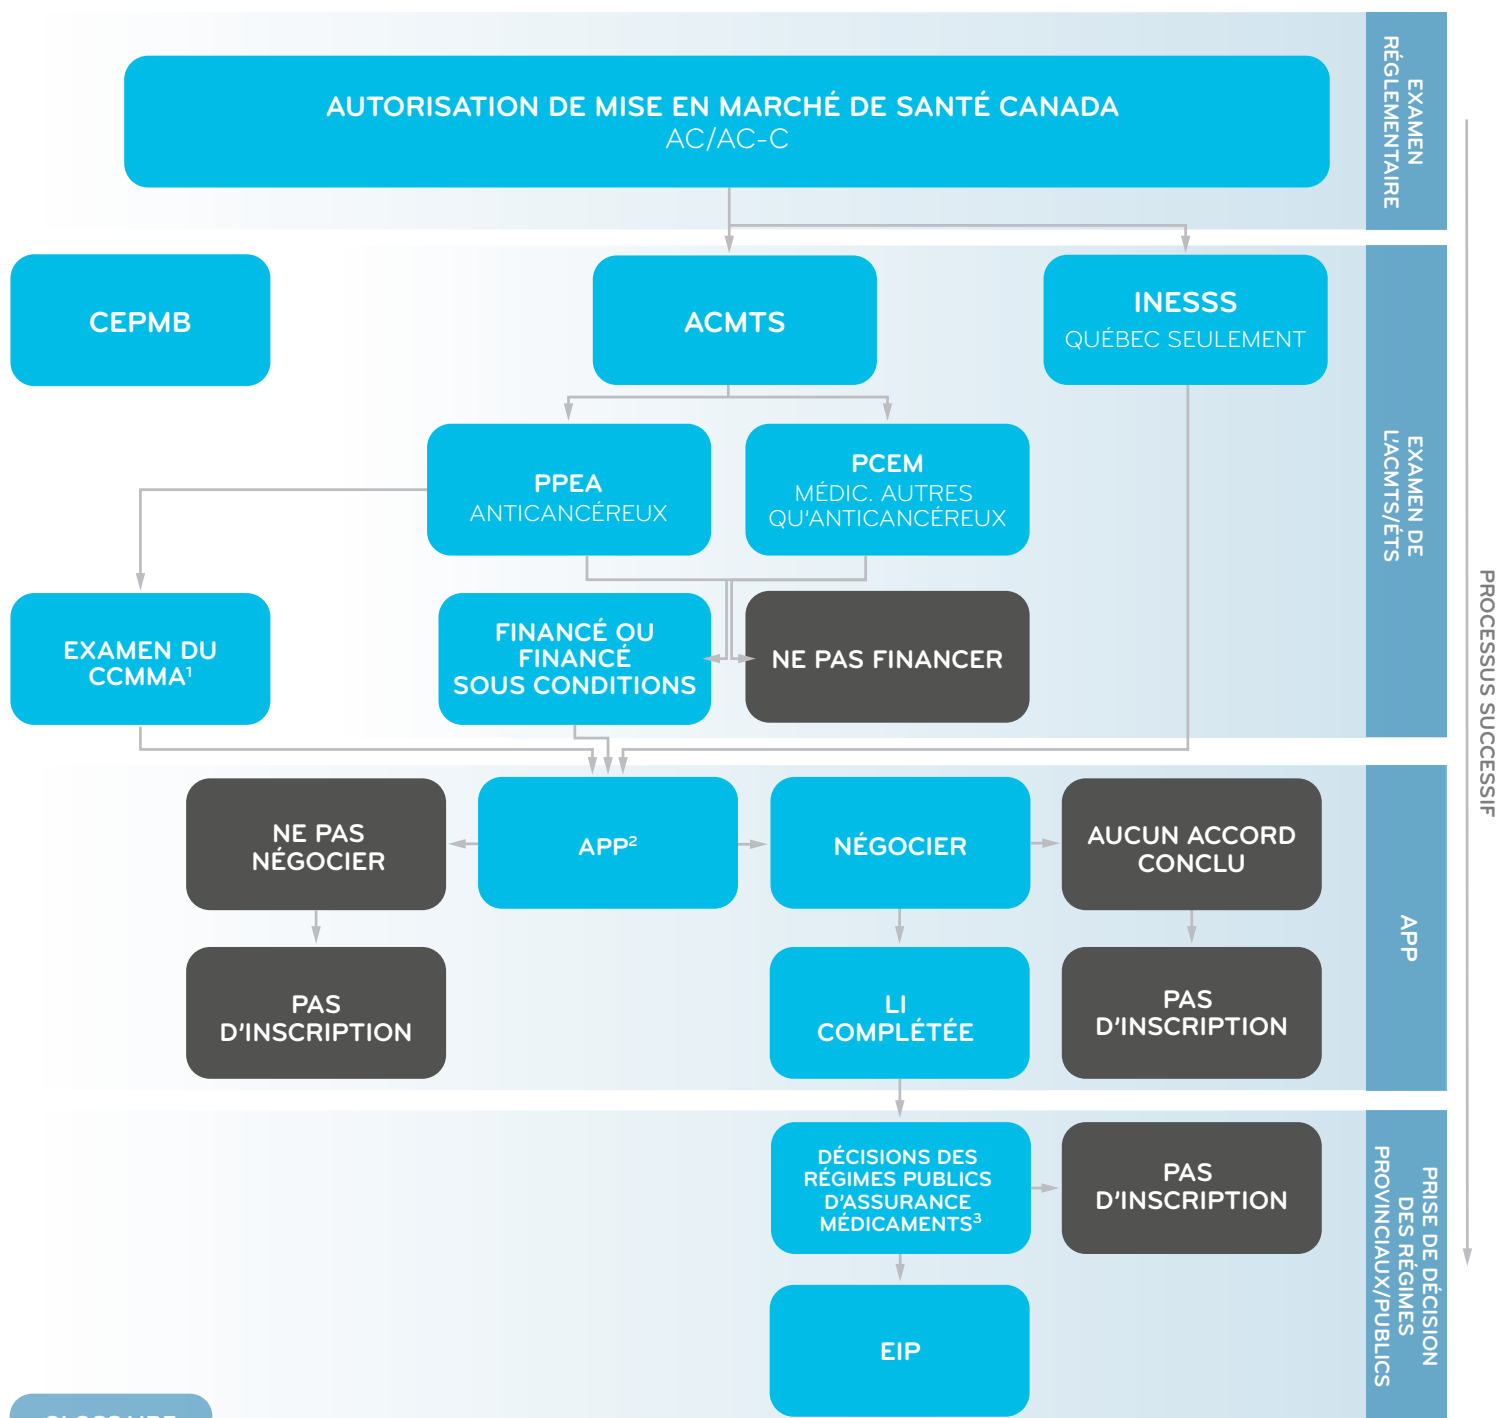 EXAMEN
RÉGLEMENTAIRE
AUTORISATION DE MISE EN MARCHÉ DE SANTÉ CANADA
AC/AC-C
EXAMEN DE
L'ACMTS/ÉTS
CEPMB
ACMTS
INESSS
QUÉBEC SEULEMENT
PPEA
ANTICANCÉREUX
PCEM
MÉDIC. AUTRES
QU'ANTICANCÉREUX
EXAMEN DU
CCMMA¹
FINANCÉ OU
FINANCÉ
SOUS CONDITIONS
NE PAS FINANCER
PROCESSUS SUCCESSIF
APP
NE PAS
NÉGOCIER
APP²
NÉGOCIER
AUCUN ACCORD
CONCLU
PAS
D'INSCRIPTION
LI
COMPLÉTÉE
PAS
D'INSCRIPTION
PRISE DE DÉCISION
DES RÉGIMES
PROVINCIAUX/PUBLICS
DÉCISIONS DES
RÉGIMES PUBLICS
D'ASSURANCE
MÉDICAMENTS³
PAS
D'INSCRIPTION
EIP
GLOSSAIRE